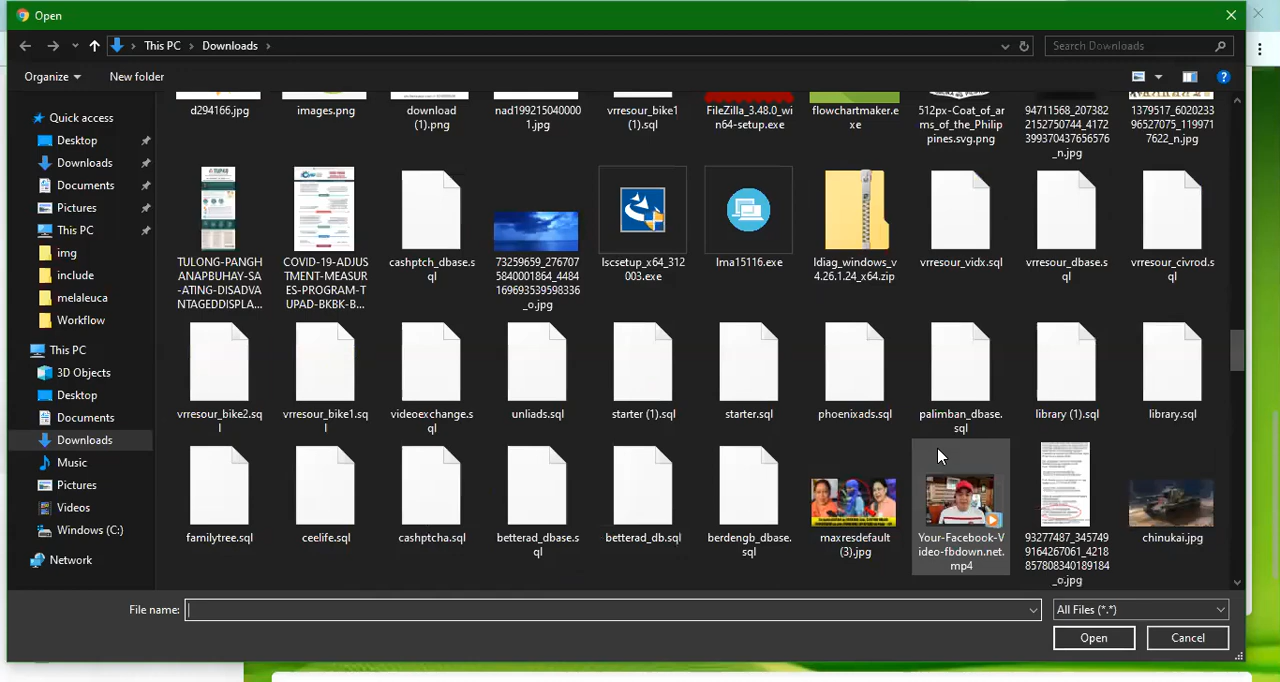 Open
This PC
Downloads
Search Downloads
Organize
New folder
Quick access
Desktop
Downloads
Documents
Pictures
This PC
img
include
melaleuca
Workflow
This PC
3D Objects
Desktop
Documents
Downloads
Music
Pictures
Videos
Windows (C:)
Network
d294166.jpg
images.png
download
(1).png
nad199215040000
1.jpg
vrresour_bike1
(1).sql
FileZilla_3.48.0_wi
n64-setup.exe
flowchartmaker.e
xe
512px-Coat_of_ar
ms_of_the_Philip
pines.svg.png
94711568_207382
2152750744_4172
399370437656576
_n.jpg
1379517_6020233
96527075_119971
7622_n.jpg
TULONG-PANGH
ANAPBUHAY-SA
-ATING-DISADVA
NTAGEDDISPLA...
COVID-19-ADJUS
TMENT-MEASUR
ES-PROGRAM-T
UPAD-BKBK-B...
cashptch_dbase.s
ql
73259659_276707
5840001864_4484
169693539598336
_o.jpg
lscsetup_x64_312
003.exe
lma15116.exe
ldiag_windows_v
4.26.1.24_x64.zip
vrresour_vidx.sql
vrresour_dbase.s
ql
vrresour_civrod.s
ql
vrresour_bike2.sq
l
vrresour_bike1.sq
l
videoexchange.s
ql
unliads.sql
starter (1).sql
starter.sql
phoenixads.sql
palimban_dbase.
sql
library (1).sql
library.sql
familytree.sql
ceelife.sql
cashptcha.sql
betterad_dbase.s
ql
betterad_db.sql
berdengb_dbase.
sql
maxresdefault
(3).jpg
Your-Facebook-V
ideo-fbdown.net.
mp4
93277487_345749
9164267061_4218
857808340189184
_o.jpg
chinukai.jpg
File name:
All Files (*.*)
Open
Cancel